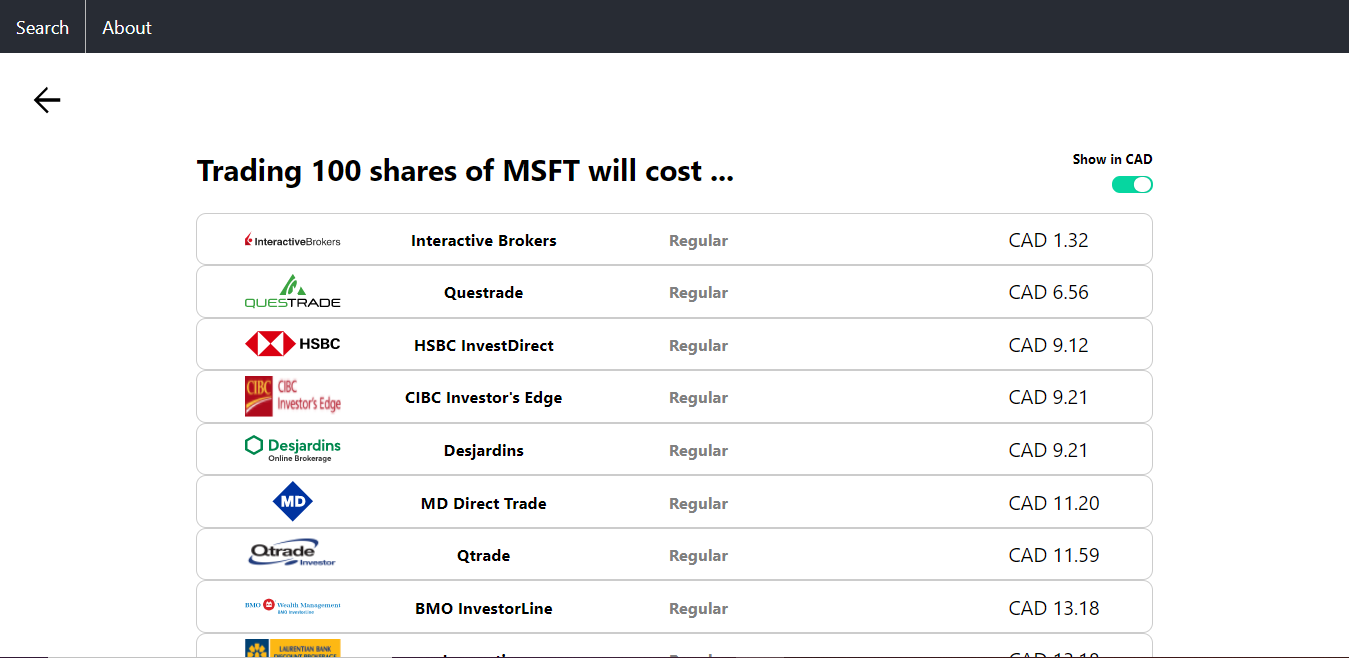 Search About
Show in CAD
Trading 100 shares of MSFT will cost ...
InteractiveBrokers Interactive Brokers Regular CAD 1.32
QUESTRADE Questrade Regular CAD 6.56
HSBC HSBC InvestDirect Regular CAD 9.12
CIBC CIBC
Investor's Edge CIBC Investor's Edge Regular CAD 9.21
Desjardins
Online Brokerage Desjardins Regular CAD 9.21
MD MD Direct Trade Regular CAD 11.20
Qtrade
Investor Qtrade Regular CAD 11.59
BMO Wealth Management
BMO InvestorLine BMO InvestorLine Regular CAD 13.18
LAURENTIAN BANK
DISCOUNT BROKERAGE